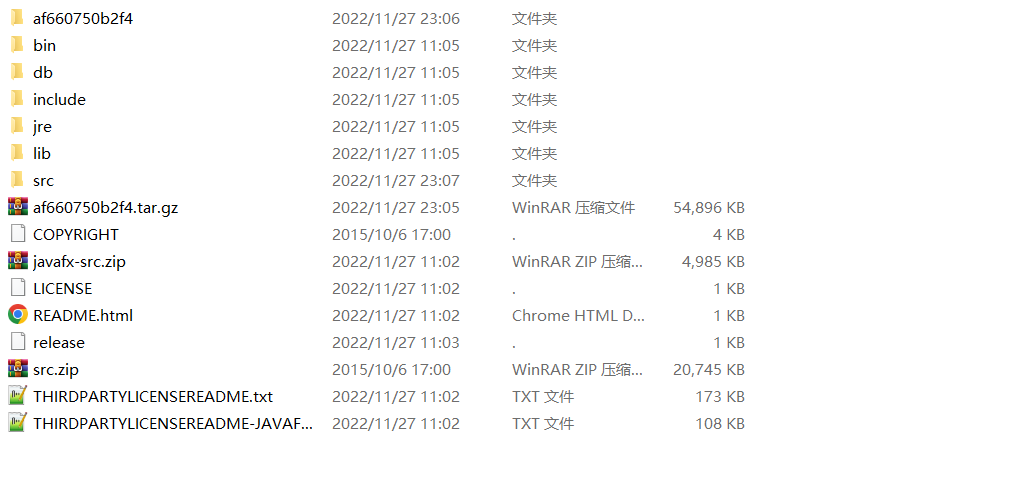 af660750b2f4 2022/11/27 23:06 文件夹
bin 2022/11/27 11:05 文件夹
db 2022/11/27 11:05 文件夹
include 2022/11/27 11:05 文件夹
jre 2022/11/27 11:05 文件夹
lib 2022/11/27 11:05 文件夹
src 2022/11/27 23:07 文件夹
af660750b2f4.tar.gz 2022/11/27 23:05 WinRAR 压缩文件 54,896 KB
COPYRIGHT 2015/10/6 17:00 . 4 KB
javafx-src.zip 2022/11/27 11:02 WinRAR ZIP 压缩... 4,985 KB
LICENSE 2022/11/27 11:02 . 1 KB
README.html 2022/11/27 11:02 Chrome HTML D... 1 KB
release 2022/11/27 11:03 . 1 KB
src.zip 2015/10/6 17:00 WinRAR ZIP 压缩... 20,745 KB
THIRDPARTYLICENSEREADME.txt 2022/11/27 11:02 TXT 文件 173 KB
THIRDPARTYLICENSEREADME-JAVAF... 2022/11/27 11:02 TXT 文件 108 KB